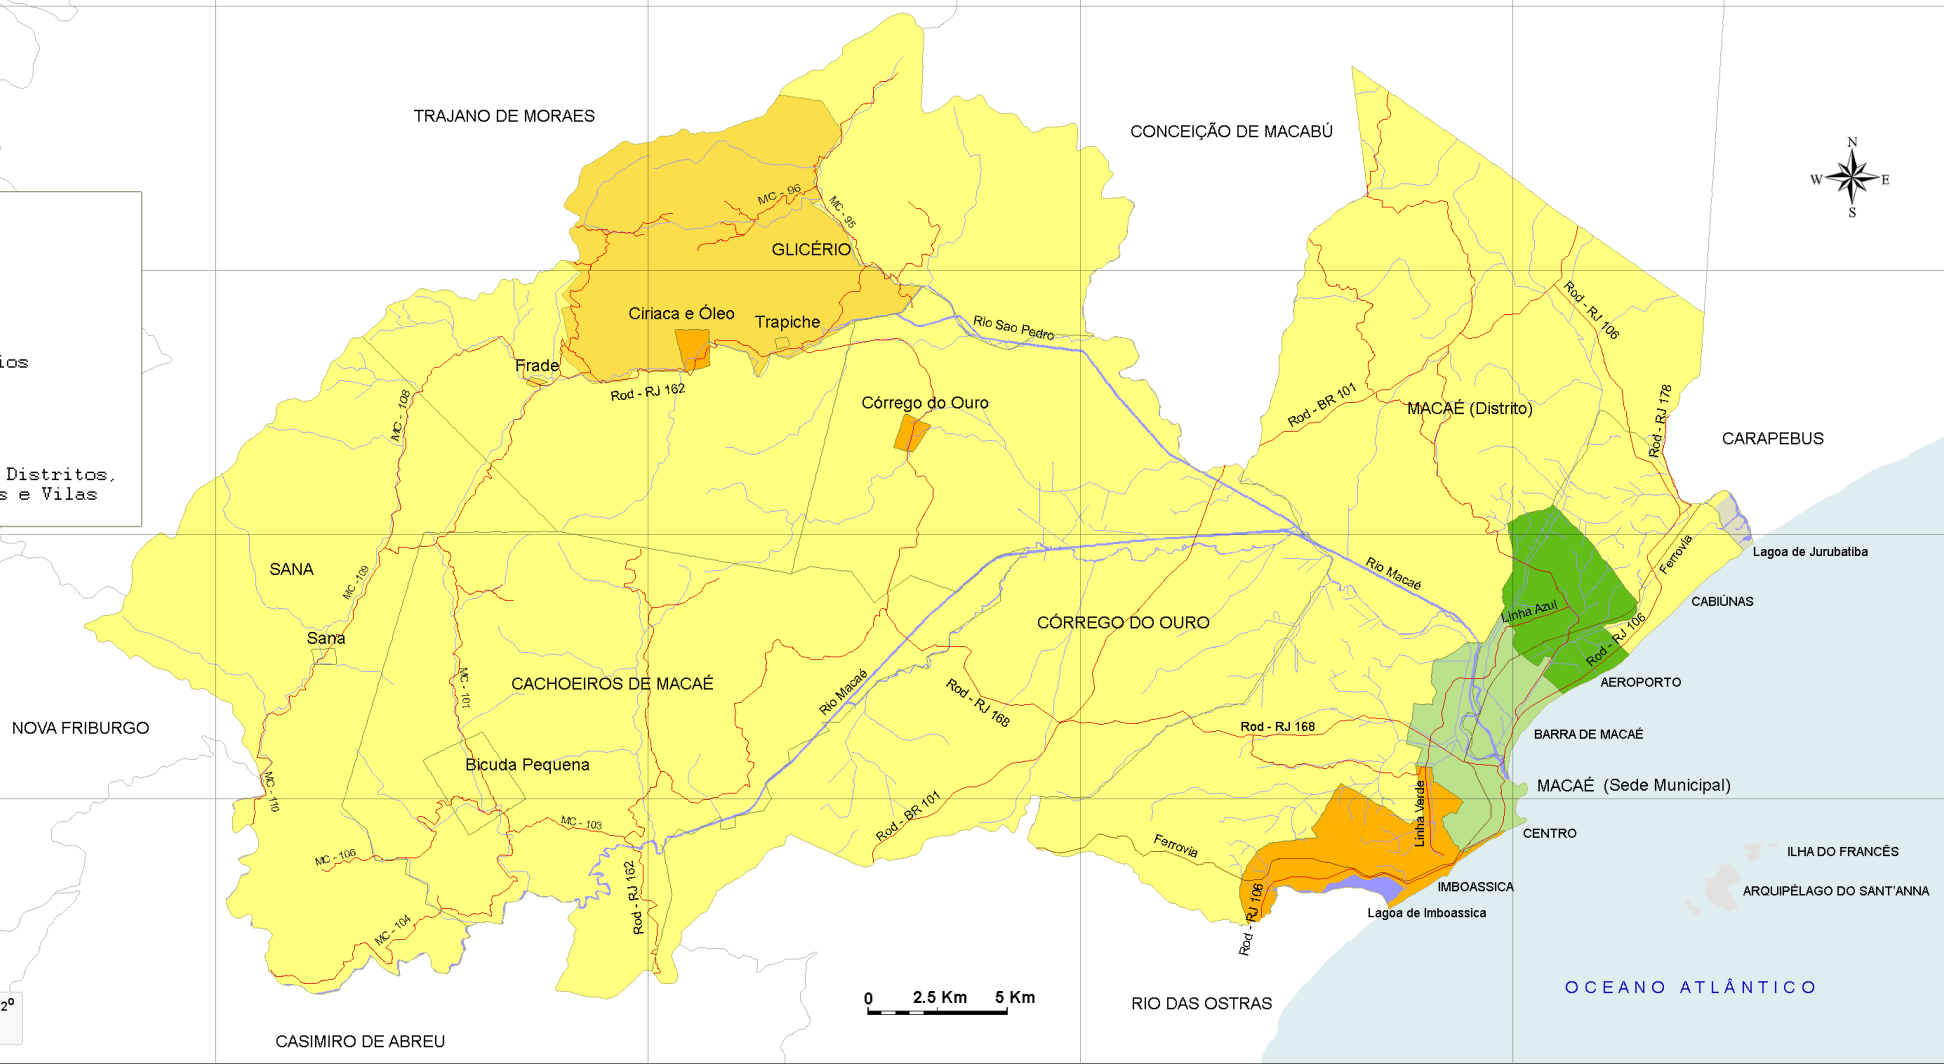 TRAJANO DE MORAES
CONCEIÇÃO DE MACABÚ
N
W
E
S
MC - 96
MC - 95
GLICÉRIO
Ciriaca e Óleo
Trapiche
Rio Sao Pedro
Rod - RJ 106
Frade
Rod - RJ 162
MC - 108
Córrego do Ouro
Rod - BR 101
MACAÉ (Distrito)
Rod - RJ 178
CARAPEBUS
ios
Distritos,
s e Vilas
SANA
MC -109
Sana
Rio Macaé
Ferrovia
Lagoa de Jurubatiba
CABIÚNAS
Linha Azul
Rod - RJ 106
CÓRREGO DO OURO
AEROPORTO
CACHOEIROS DE MACAÉ
MC - 101
Rio Macaé
Rod - RJ 168
Rod - RJ 168
NOVA FRIBURGO
BARRA DE MACAÉ
Bicuda Pequena
MC - 110
MACAÉ (Sede Municipal)
Linha Verde
MC - 103
Rod - BR 101
CENTRO
Ferrovia
MC - 106
ILHA DO FRANCÊS
IMBOASSICA
ARQUIPÉLAGO DO SANT'ANNA
Rod - RJ 162
Rod - RJ 106
Lagoa de Imboassica
MC - 104
OCEANO ATLÂNTICO
0 2.5 Km 5 Km
RIO DAS OSTRAS
2º
CASIMIRO DE ABREU